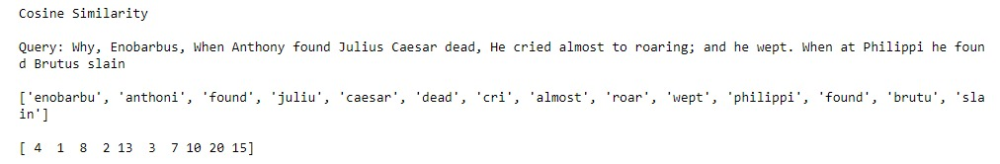 Cosine Similarity
Query: Why, Enobarbus, When Anthony found Julius Caesar dead, He cried almost to roaring; and he wept. When at Philippi he foun
d Brutus slain
['enobarbu', 'anthoni', 'found', 'juliu', 'caesar', 'dead', 'cri', 'almost', 'roar', 'wept', 'philippi', 'found', 'brutu', 'sla
in']
[ 4  1  8  2 13  3  7 10 20 15]